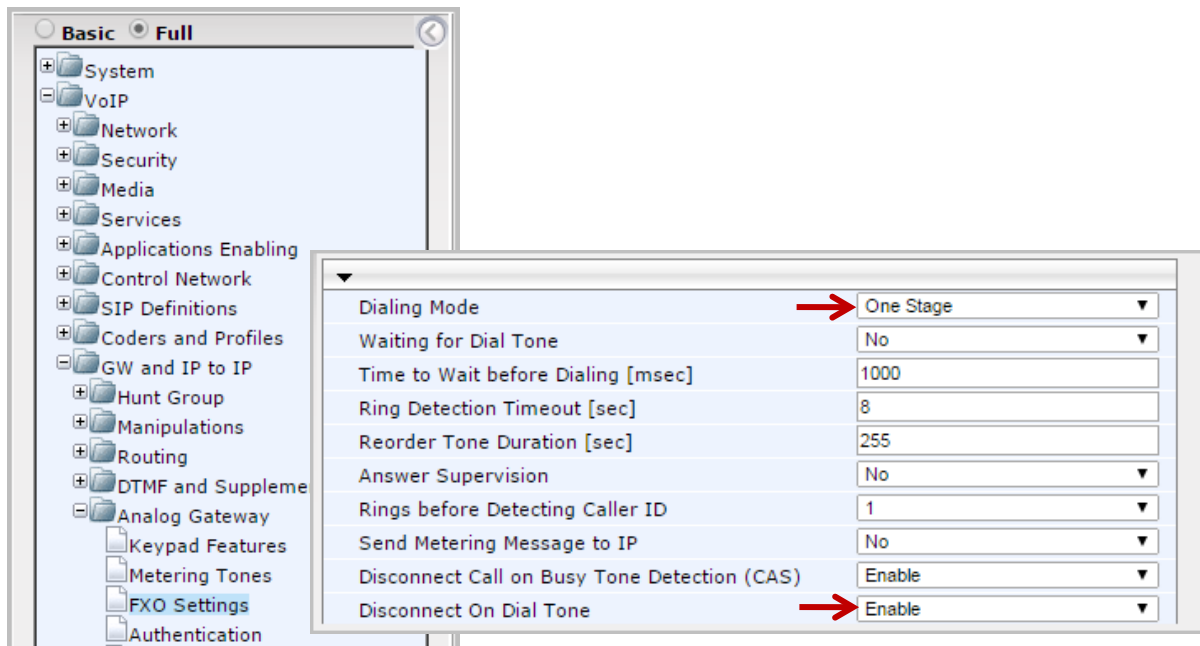 Basic Full
System
VoIP
Network
Security
Media
Services
Applications Enabling
Control Network
SIP Definitions
Coders and Profiles
GW and IP to IP
Hunt Group
Manipulations
Routing
DTMF and Suppleme
Analog Gateway
Keypad Features
Metering Tones
FXO Settings
Authentication
Dialing Mode One Stage
Waiting for Dial Tone No
Time to Wait before Dialing [msec] 1000
Ring Detection Timeout [sec] 8
Reorder Tone Duration [sec] 255
Answer Supervision No
Rings before Detecting Caller ID 1
Send Metering Message to IP No
Disconnect Call on Busy Tone Detection (CAS) Enable
Disconnect On Dial Tone Enable